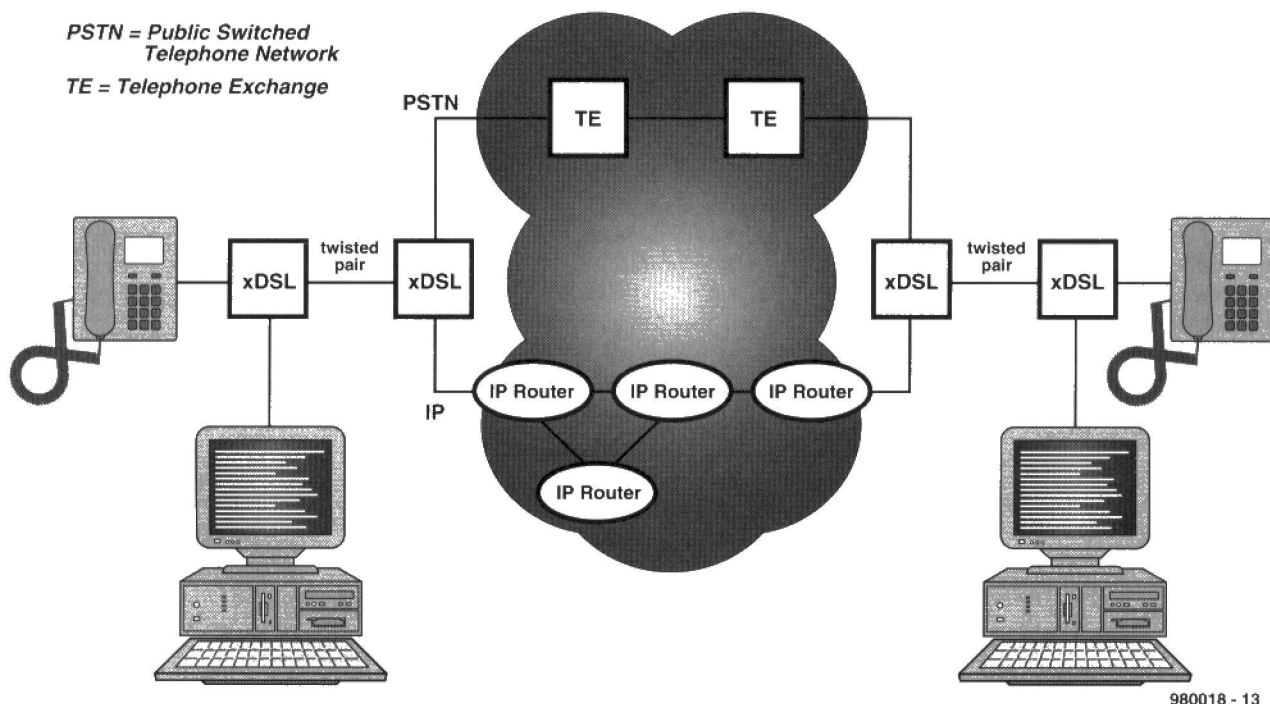 PSTN = Public Switched
Telephone Network
TE = Telephone Exchange
PSTN
TE
TE
xDSL
twisted
pair
xDSL
xDSL
twisted
pair
xDSL
IP
IP Router
IP Router
IP Router
IP Router
980018 - 13